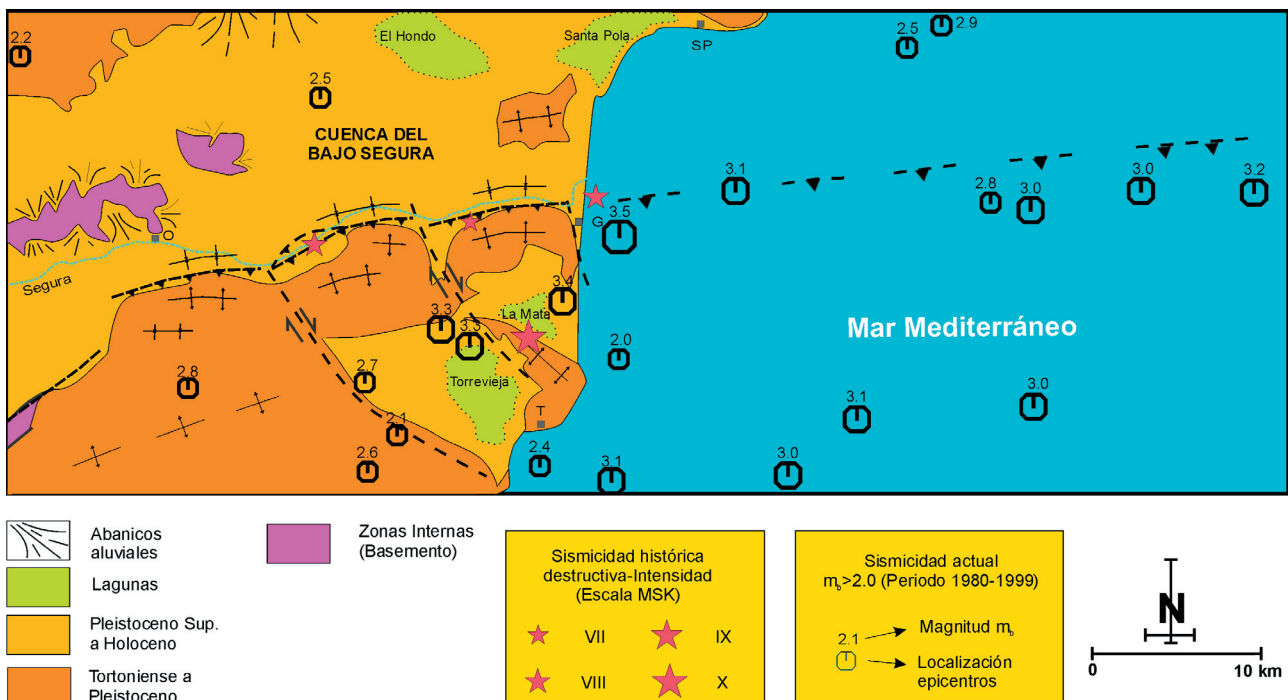 2.2
El Hondo
Santa Pola
SP
2.5
2.9
2.5
CUENCA DEL
BAJO SEGURA
3.1
2.8
3.0
3.0
3.2
O
G
3.5
Segura
3.4
La Mata
3.3
3.3
2.0
Mar Mediterráneo
2.8
2.7
Torrevieja
3.0
3.1
T
2.1
2.6
2.4
3.1
3.0
Abanicos
aluviales
Lagunas
Pleistoceno Sup.
a Holoceno
Tortoniense a
Pleistoceno
Zonas Internas
(Basemento)
Sismicidad histórica
destructiva-Intensidad
(Escala MSK)
VII
IX
VIII
X
Sismicidad actual
mb>2.0 (Periodo 1980-1999)
2.1
Magnitud mb
Localización
epicentros
N
0
10 km